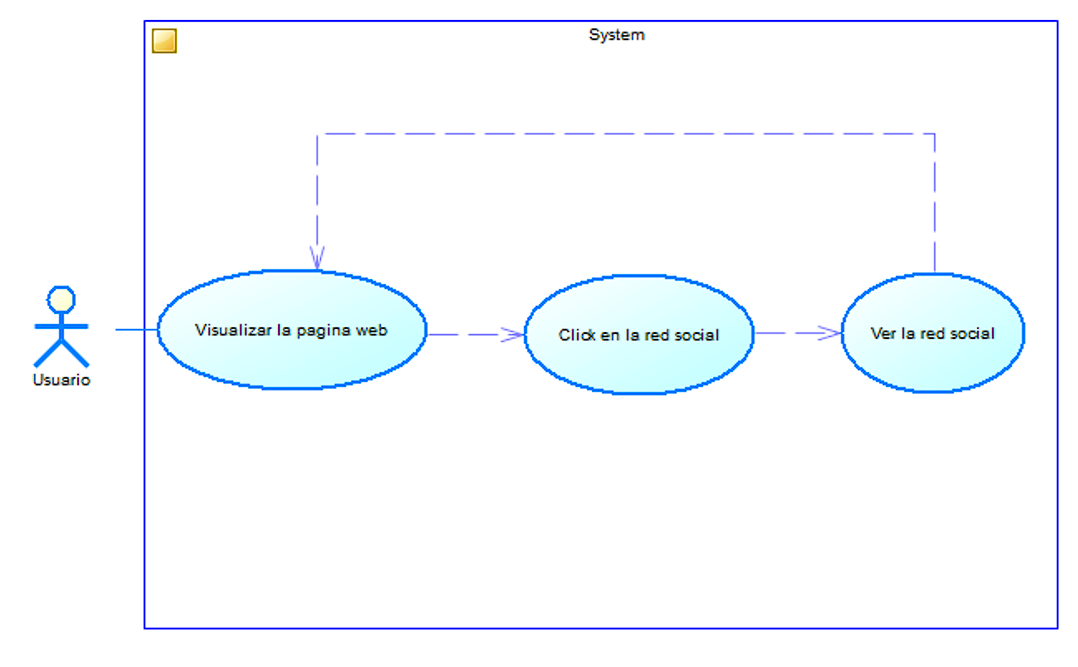 System
Visualizar la pagina web
Click en la red social
Ver la red social
Usuario